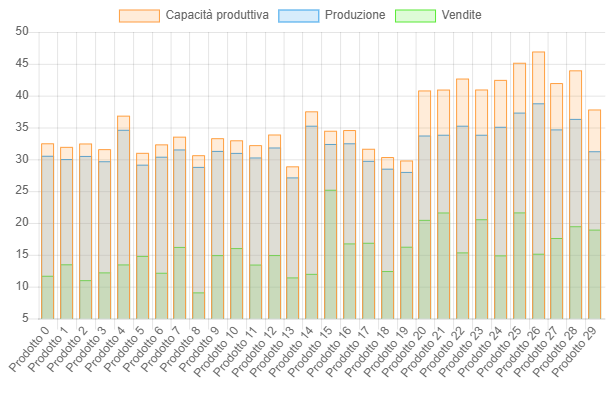 Capacità produttiva Produzione Vendite
50
45
40
35
30
25
20
15
10
5
Prodotto 0
Prodotto 1
Prodotto 2
Prodotto 3
Prodotto 4
Prodotto 5
Prodotto 6
Prodotto 7
Prodotto 8
Prodotto 9
Prodotto 10
Prodotto 11
Prodotto 12
Prodotto 13
Prodotto 14
Prodotto 15
Prodotto 16
Prodotto 17
Prodotto 18
Prodotto 19
Prodotto 20
Prodotto 21
Prodotto 22
Prodotto 23
Prodotto 24
Prodotto 25
Prodotto 26
Prodotto 27
Prodotto 28
Prodotto 29